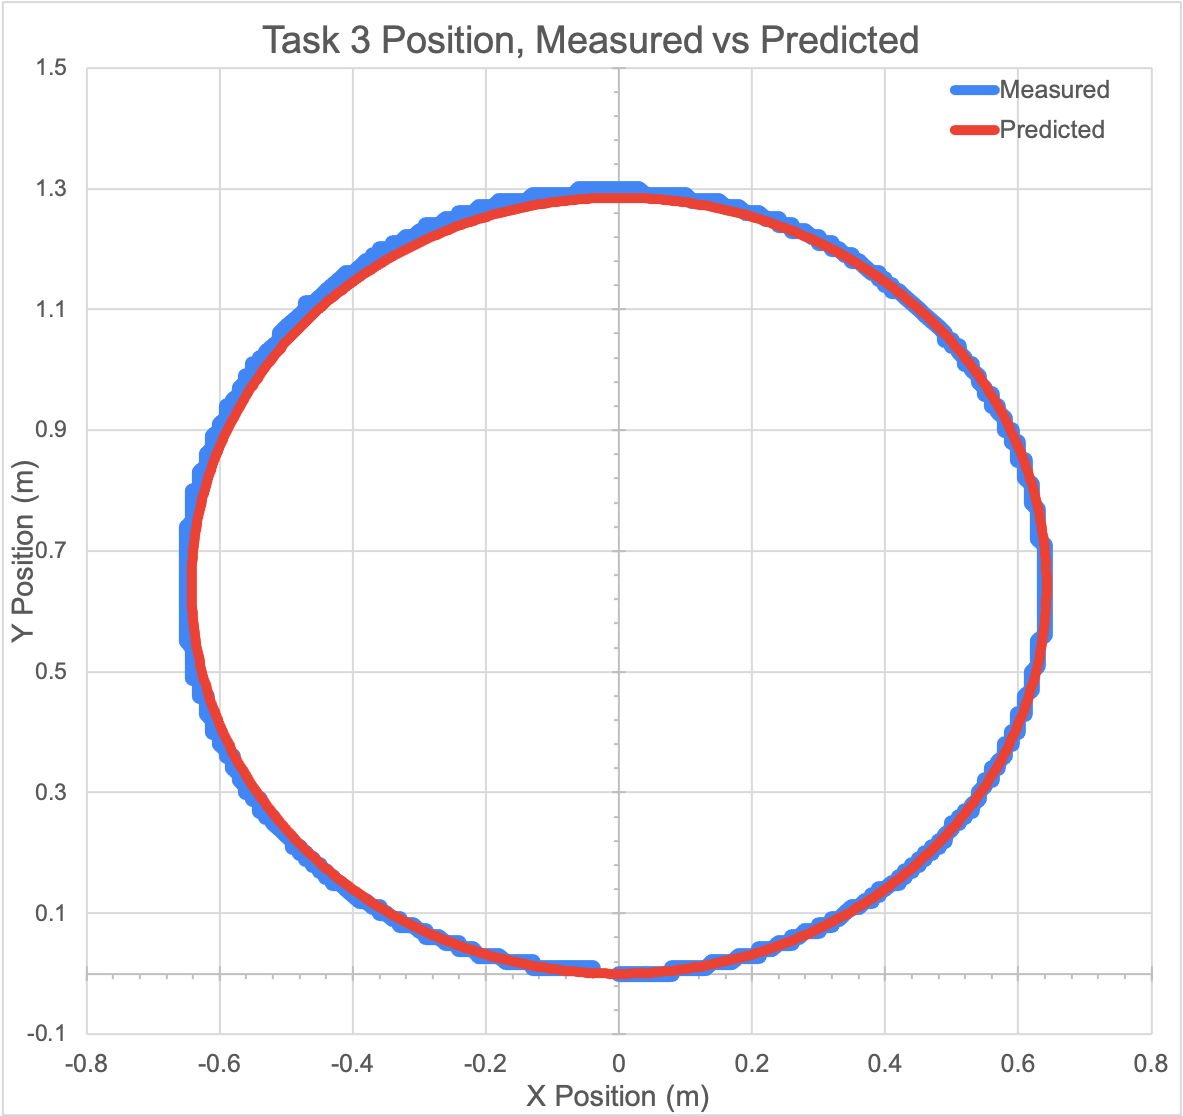 Task 3 Position, Measured vs Predicted
1.5
Measured
Predicted
1.3
1.1
0.9
0.7
0.5
0.3
0.1
-0.1
Y Position (m)
-0.8 -0.6 -0.4 -0.2 0 0.2 0.4 0.6 0.8
X Position (m)